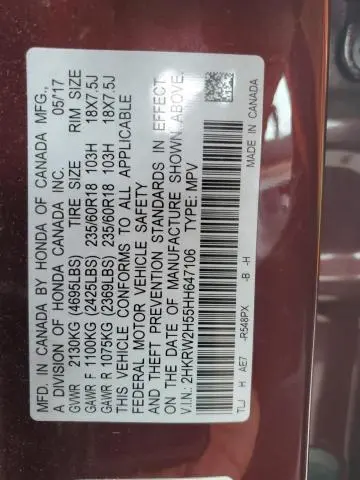 MFD. IN CANADA BY HONDA OF CANADA MFG.,
A DIVISION OF HONDA CANADA INC. 05/17
TIRE SIZE RIM SIZE
GVWR 2130KG (4695LBS)
GAWR F 1100KG (2425LBS) 235/60R18 103H 18X7.5J
GAWR R 1075KG (2369LBS) 235/60R18 103H 18X7.5J
THIS VEHICLE CONFORMS TO ALL APPLICABLE
FEDERAL MOTOR VEHICLE SAFETY
AND THEFT PREVENTION STANDARDS IN EFFECT
ON THE DATE OF MANUFACTURE SHOWN ABOVE.
V.I.N.: 2HKRW2H55HH647106 TYPE: MPV
TLJ H AE7 -R548PX -B -H
MADE IN CANADA